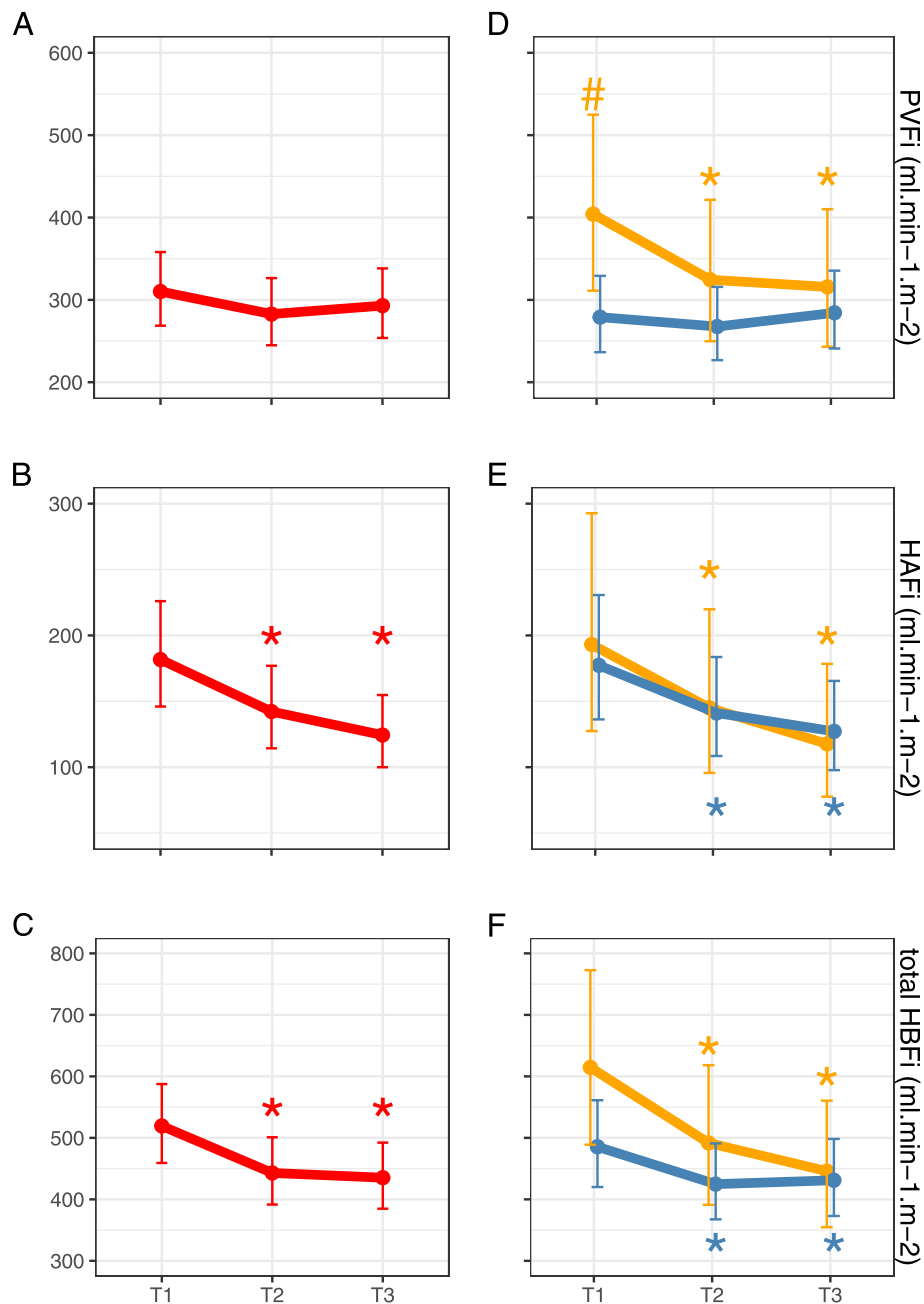 A
D
600
500
400
300
200
#
*
*
PVFi (ml.min−1.m−2)
B
E
300
200
100
*
*
*
*
*
*
HAFi (ml.min−1.m−2)
C
F
800
700
600
500
400
300
*
*
*
*
*
*
total HBFi (ml.min−1.m−2)
T1
T2
T3
T1
T2
T3